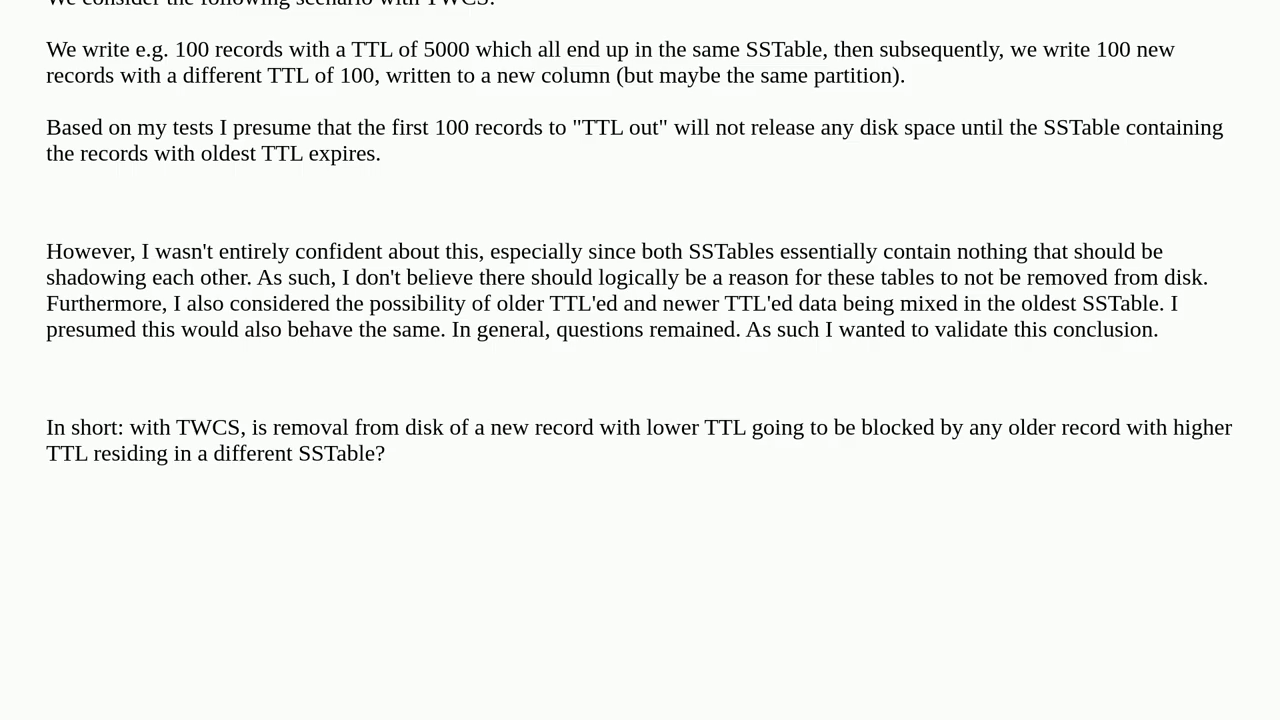 We consider the following scenario with TWCS:
We write e.g. 100 records with a TTL of 5000 which all end up in the same SSTable, then subsequently, we write 100 new
records with a different TTL of 100, written to a new column (but maybe the same partition).
Based on my tests I presume that the first 100 records to "TTL out" will not release any disk space until the SSTable containing
the records with oldest TTL expires.
However, I wasn't entirely confident about this, especially since both SSTables essentially contain nothing that should be
shadowing each other. As such, I don't believe there should logically be a reason for these tables to not be removed from disk.
Furthermore, I also considered the possibility of older TTL'ed and newer TTL'ed data being mixed in the oldest SSTable. I
presumed this would also behave the same. In general, questions remained. As such I wanted to validate this conclusion.
In short: with TWCS, is removal from disk of a new record with lower TTL going to be blocked by any older record with higher
TTL residing in a different SSTable?